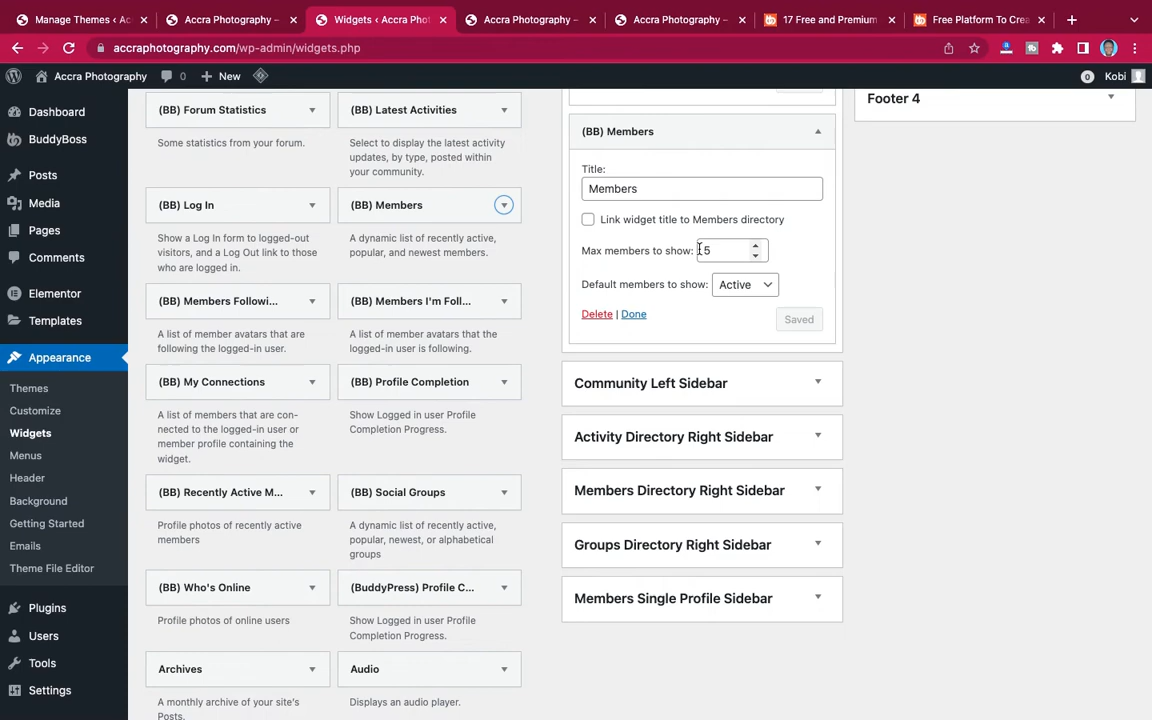 Manage Themes ‹ Ac
Accra Photography –
Widgets ‹ Accra Phot
Accra Photography –
Accra Photography –
17 Free and Premium
Free Platform To Crea
accraphotography.com/wp-admin/widgets.php
Accra Photography
0
New
0
Kobi
Dashboard
BuddyBoss
Posts
Media
Pages
Comments
Elementor
Templates
Appearance
Themes
Customize
Widgets
Menus
Header
Background
Getting Started
Emails
Theme File Editor
Plugins
Users
Tools
Settings
(BB) Forum Statistics
Some statistics from your forum.
(BB) Latest Activities
Select to display the latest activity
updates, by type, posted within
your community.
(BB) Log In
Show a Log In form to logged-out
visitors, and a Log Out link to those
who are logged in.
(BB) Members
A dynamic list of recently active,
popular, and newest members.
(BB) Members Followi...
A list of member avatars that are
following the logged-in user.
(BB) Members I'm Foll...
A list of member avatars that the
logged-in user is following.
(BB) My Connections
A list of members that are con-
nected to the logged-in user or
member profile containing the
widget.
(BB) Profile Completion
Show Logged in user Profile
Completion Progress.
(BB) Recently Active M...
Profile photos of recently active
members
(BB) Social Groups
A dynamic list of recently active,
popular, newest, or alphabetical
groups
(BB) Who's Online
Profile photos of online users
(BuddyPress) Profile C...
Show Logged in user Profile
Completion Progress.
Archives
A monthly archive of your site's
Posts.
Audio
Displays an audio player.
(BB) Members
Title:
Members
Link widget title to Members directory
Max members to show: 5
Default members to show: Active
Delete | Done
Saved
Community Left Sidebar
Activity Directory Right Sidebar
Members Directory Right Sidebar
Groups Directory Right Sidebar
Members Single Profile Sidebar
Footer 4